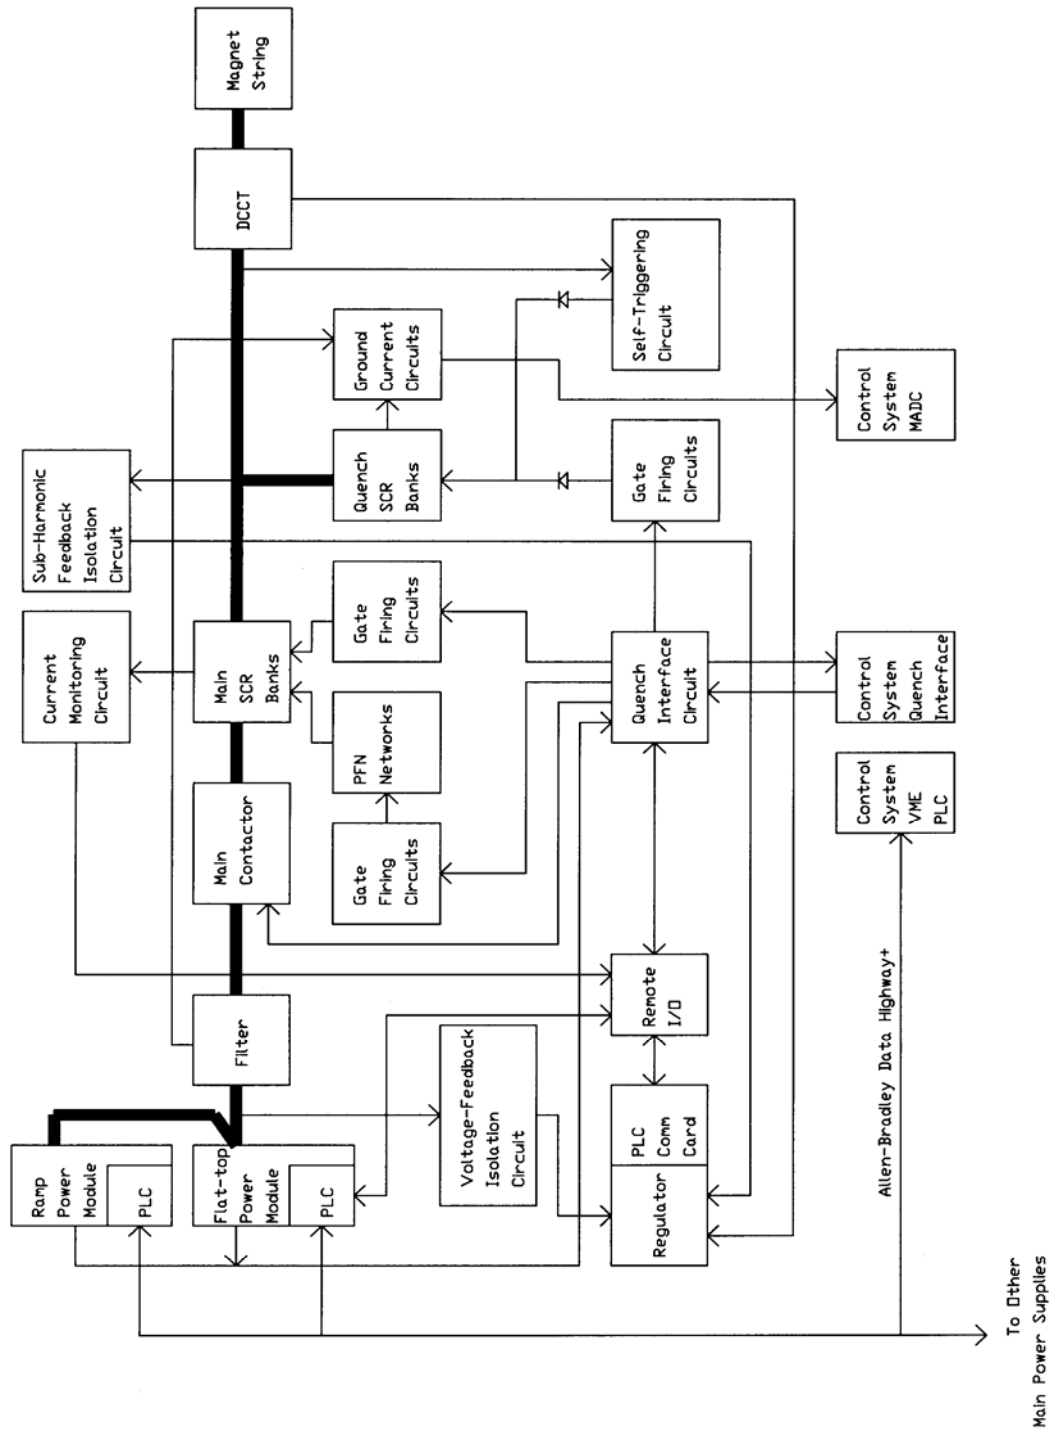 Magnet
String
DCCT
Self-Triggering
Circuit
Ground
Current
Circuits
Control
System
MADC
Sub-Harmonic
Feedback
Isolation
Circuit
Quench
SCR
Banks
Gate
Firing
Circuits
Current
Monitoring
Circuit
Main
SCR
Banks
Gate
Firing
Circuits
PFN
Networks
Quench
Interface
Circuit
Control
System
Quench
Interface
Main
Contactor
Gate
Firing
Circuits
Control
System
VME
PLC
Filter
Remote
I/O
Voltage-Feedback
Isolation
Circuit
Allen-Bradley Data Highway+
Ramp
Power
Module
PLC
Flat-top
Power
Module
PLC
PLC
Comm
Card
Regulator
To Other
Main Power Supplies